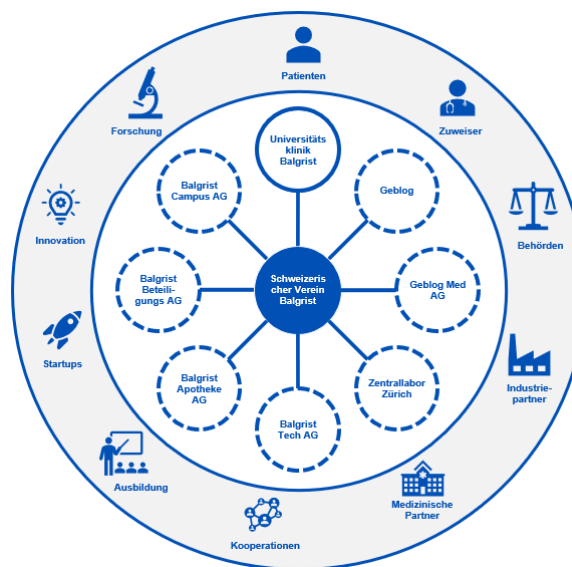 Patienten
Zuweiser
Behörden
Industrie-
partner
Medizinische
Partner
Kooperationen
Ausbildung
Startups
Innovation
Forschung
Universitäts
klinik
Balgrist
Geblog
Geblog Med
AG
Zentrallabor
Zürich
Balgrist
Tech AG
Balgrist
Apotheke
AG
Balgrist
Beteili-
gungs AG
Balgrist
Campus AG
Schweizeris
cher Verein
Balgrist